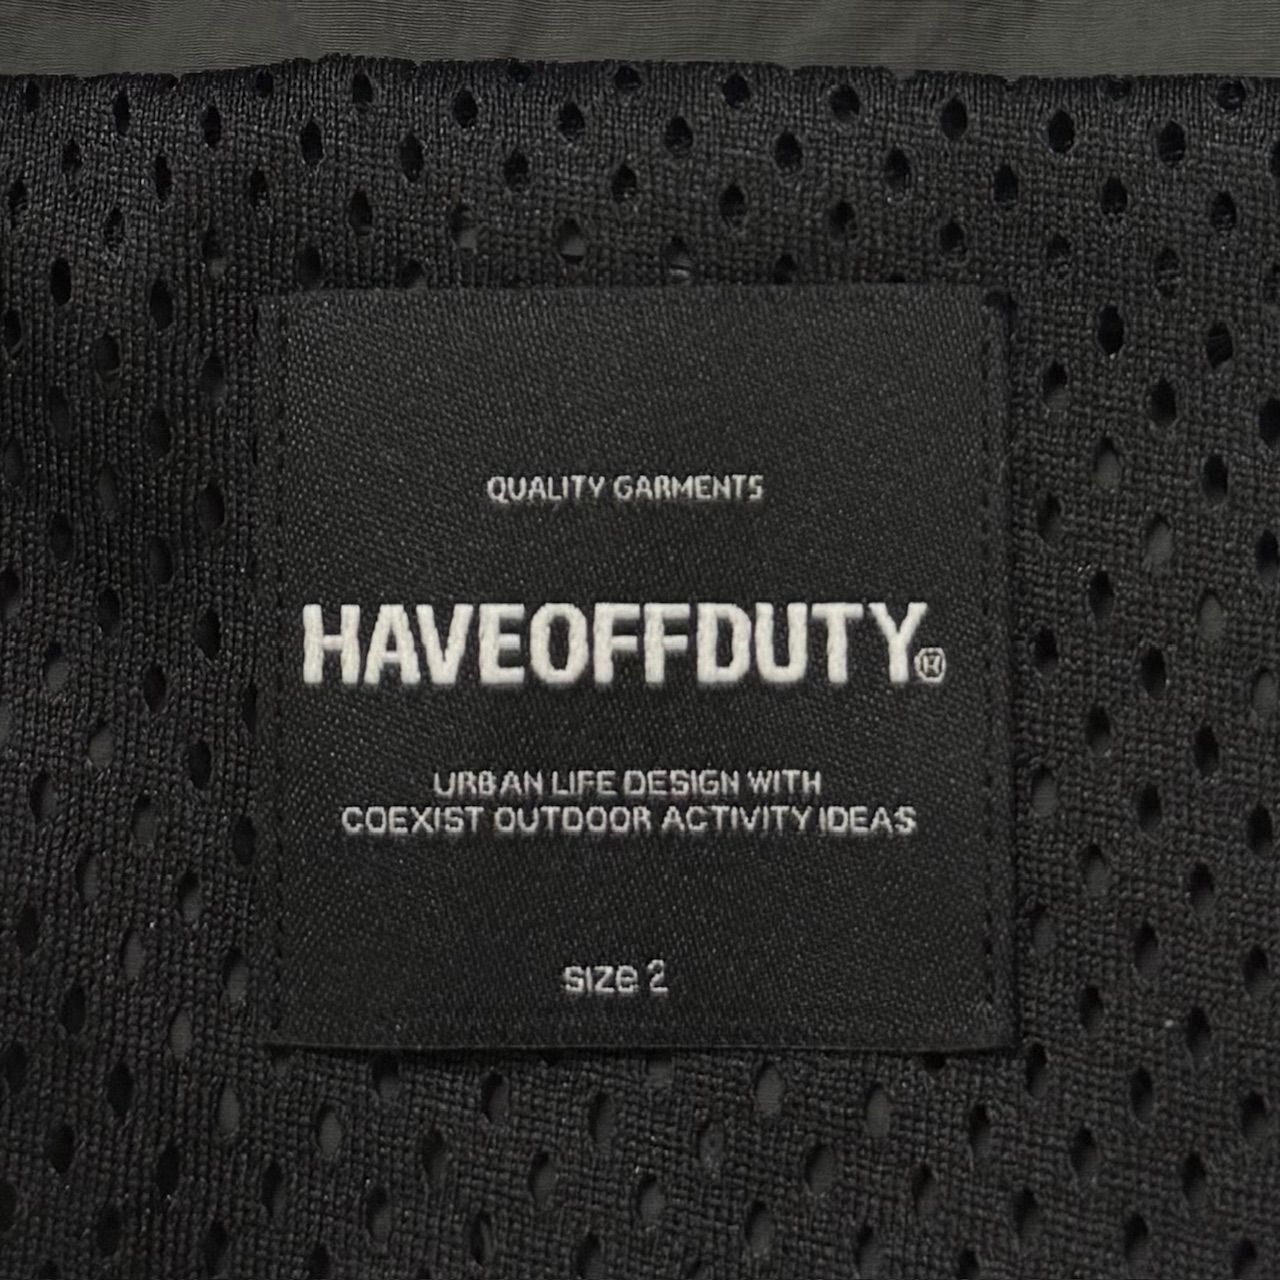 QUALITY GARMENTS
HAVEOFFDUTY®
URBAN LIFE DESIGN WITH
COEXIST OUTDOOR ACTIVITY IDEAS
size 2